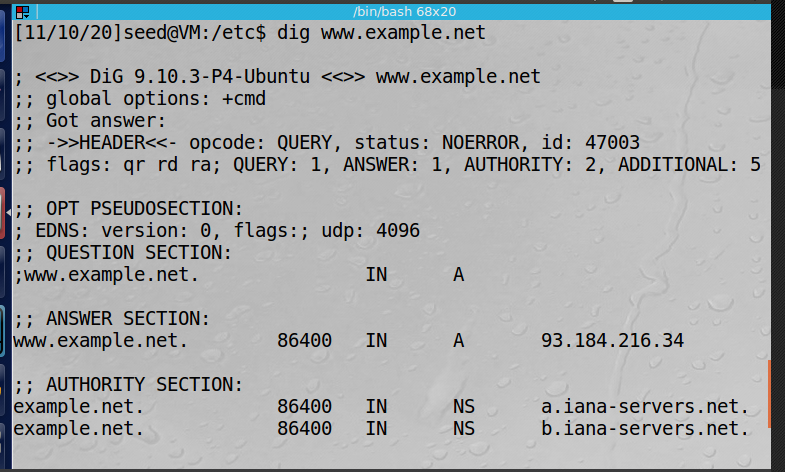 /bin/bash 68x20
[11/10/20]seed@VM:/etc$ dig www.example.net
; <<>> DiG 9.10.3-P4-Ubuntu <<>> www.example.net
;; global options: +cmd
;; Got answer:
;; ->>HEADER<<- opcode: QUERY, status: NOERROR, id: 47003
;; flags: qr rd ra; QUERY: 1, ANSWER: 1, AUTHORITY: 2, ADDITIONAL: 5
;; OPT PSEUDOSECTION:
; EDNS: version: 0, flags:; udp: 4096
;; QUESTION SECTION:
;www.example.net. IN A
;; ANSWER SECTION:
www.example.net. 86400 IN A 93.184.216.34
;; AUTHORITY SECTION:
example.net. 86400 IN NS a.iana-servers.net.
example.net. 86400 IN NS b.iana-servers.net.